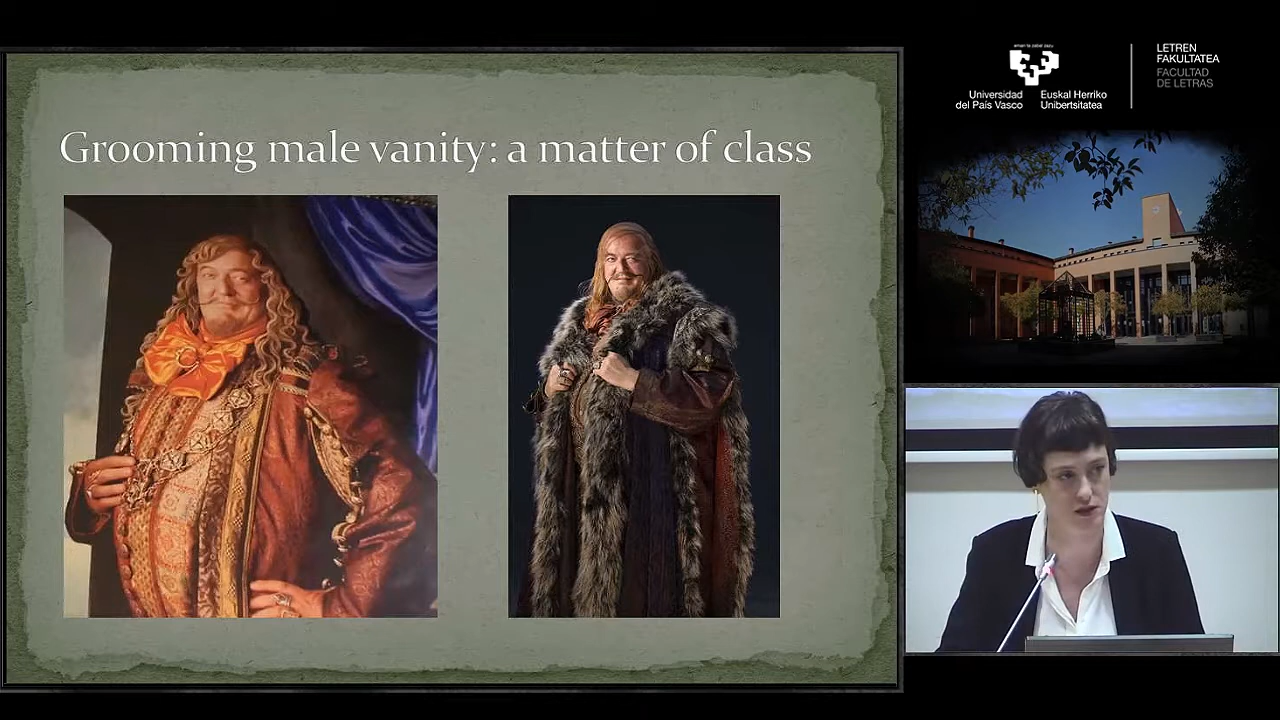 Grooming male vanity: a matter of class
Universidad
del País Vasco
Euskal Herriko
Unibertsitatea
LETREN
FAKULTATEA
FACULTAD
DE LETRAS